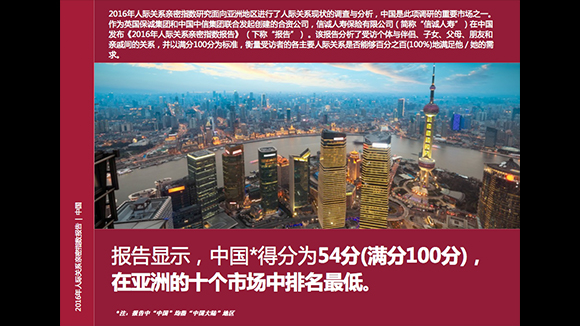 2016年人际关系亲密指数研究面向亚洲地区进行了人际关系现状的调查与分析，中国是此项调研的重要市场之一。
作为英国保诚集团和中国中信集团联合发起创建的合资公司，信诚人寿保险有限公司（简称“信诚人寿”）在中国
发布《2016年人际关系亲密指数报告》（下称“报告”）。该报告分析了受访个体与伴侣、子女、父母、朋友和
亲戚间的关系，并以满分100分为标准，衡量受访者的各主要人际关系是否能够百分之百(100%)地满足他 / 她的需
求。
2016年人际关系亲密指数报告 | 中国
报告显示，中国*得分为54分(满分100分)，
在亚洲的十个市场中排名最低。
*注：报告中“中国”均指“中国大陆”地区